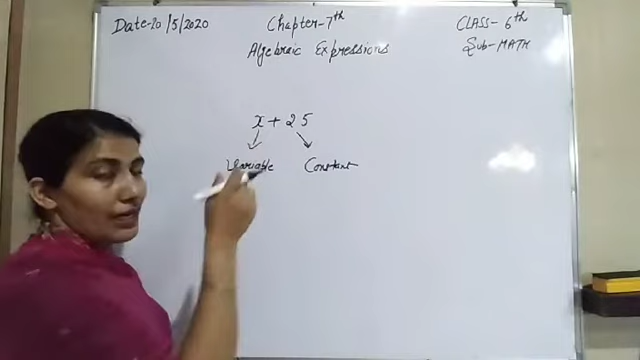 Date-20/5/2020 Chapter-7th CLASS-6th
Algebraic Expressions Sub-MATH
x + 25
Variable Constant